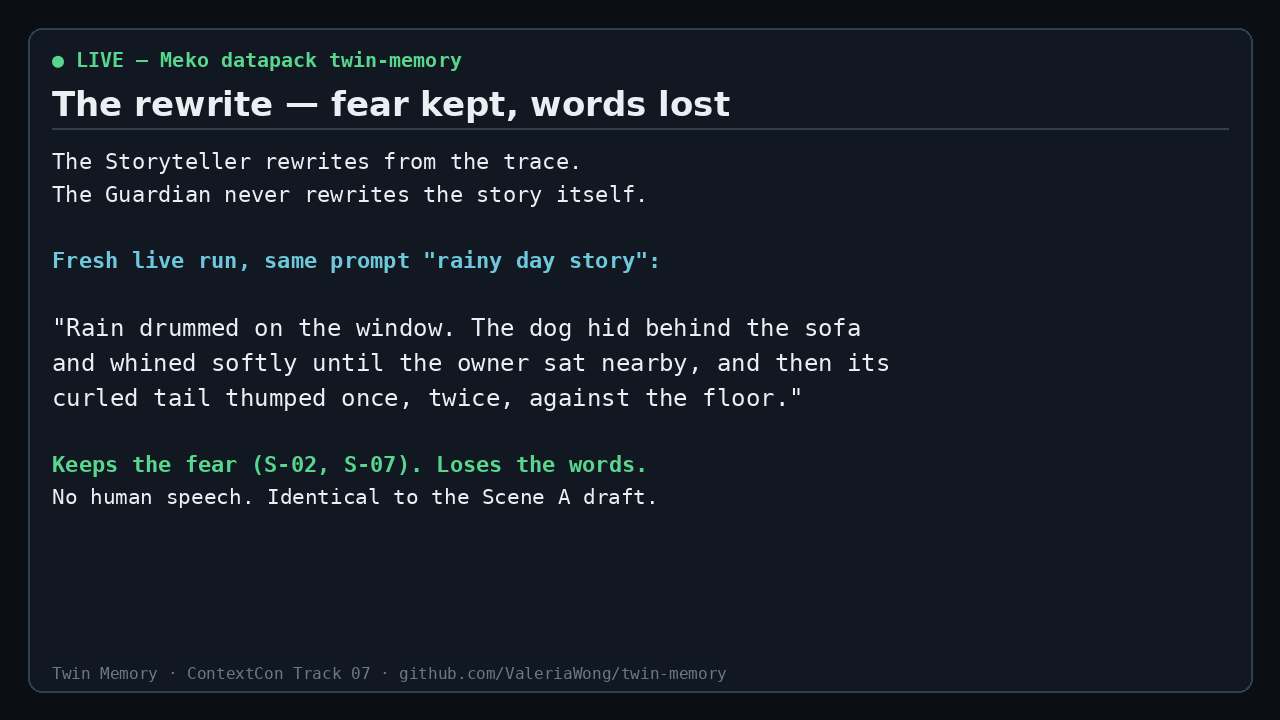 ● LIVE — Meko datapack twin-memory
The rewrite — fear kept, words lost
The Storyteller rewrites from the trace.
The Guardian never rewrites the story itself.
Fresh live run, same prompt "rainy day story":
"Rain drummed on the window. The dog hid behind the sofa
and whined softly until the owner sat nearby, and then its
curled tail thumped once, twice, against the floor."
Keeps the fear (S-02, S-07). Loses the words.
No human speech. Identical to the Scene A draft.
Twin Memory · ContextCon Track 07 · github.com/ValeriaWong/twin-memory